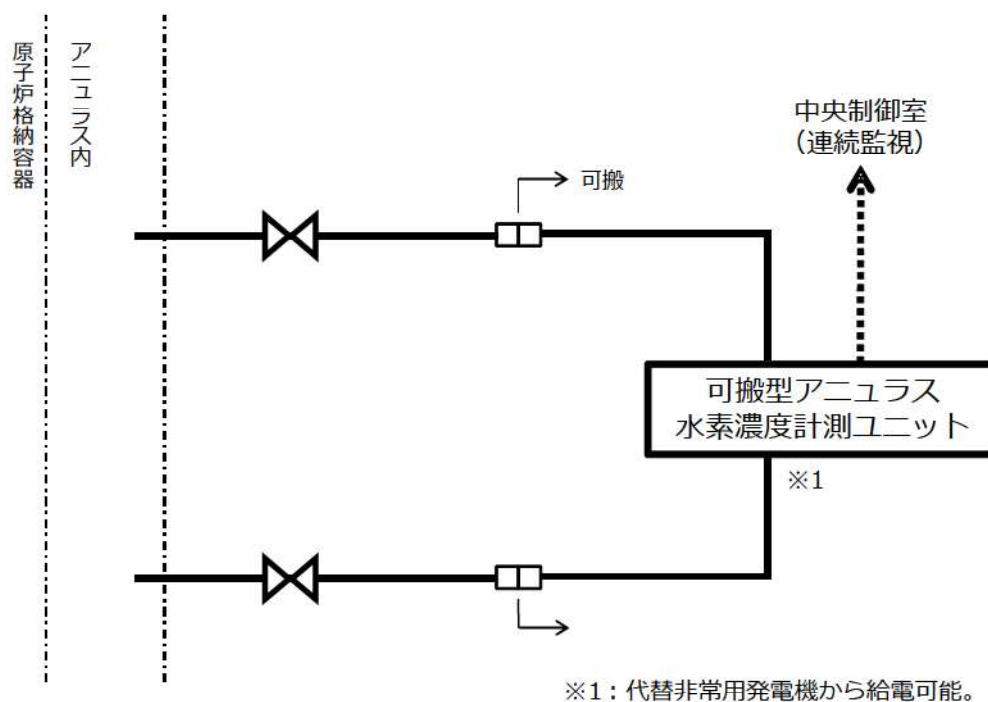 原子炉格納容器
アニュラス内
中央制御室
（連続監視）
可搬
可搬型アニュラス
水素濃度計測ユニット
※1
※1：代替非常用発電機から給電可能。